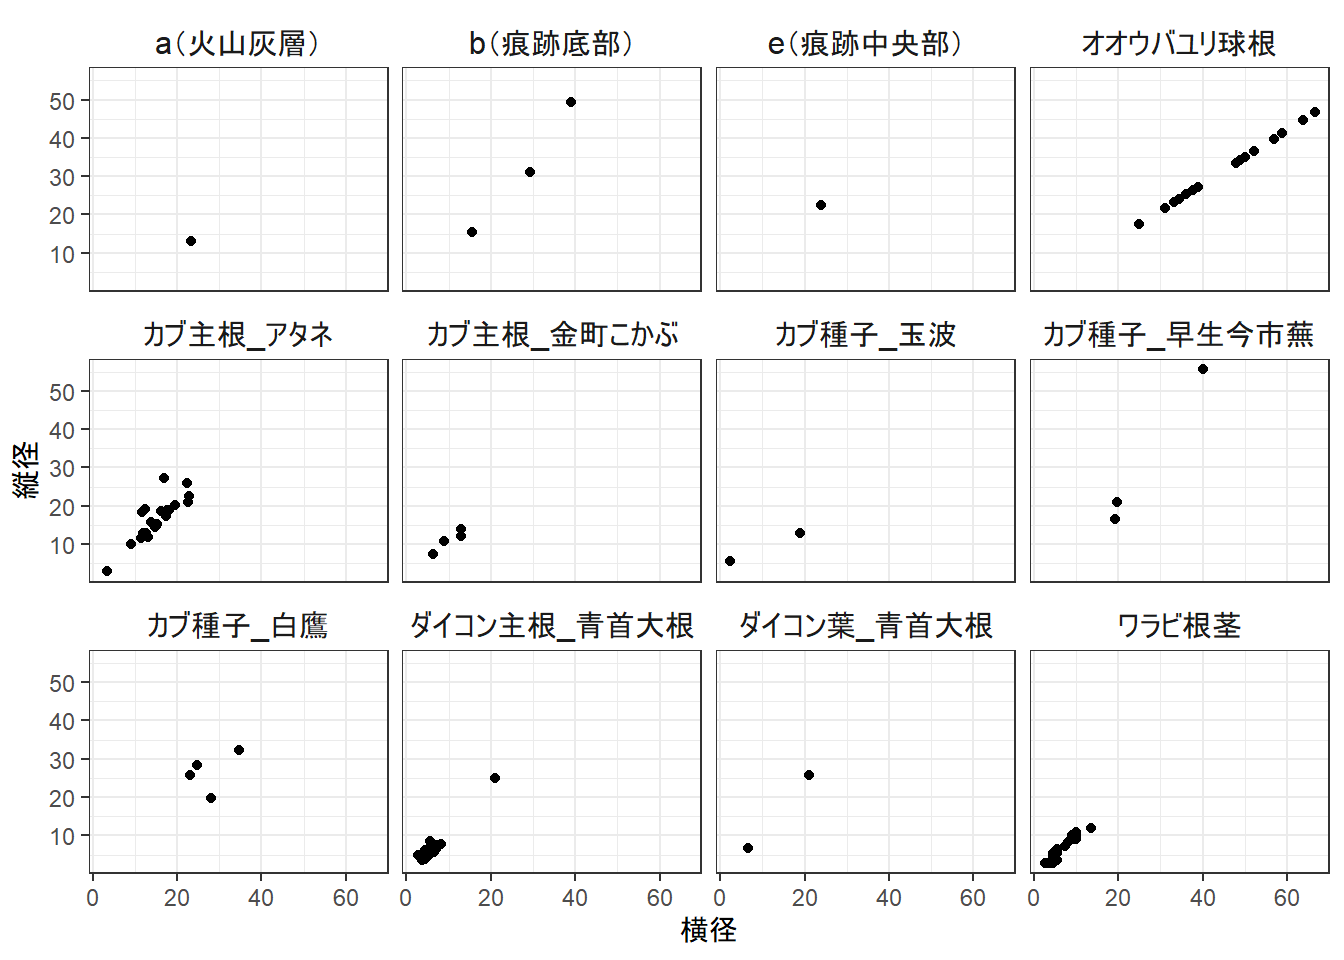 a（火山灰層）
b（痕跡底部）
e（痕跡中央部）
オオウバユリ球根
50
40
30
20
10
カブ主根_アタネ
カブ主根_金町こかぶ
カブ種子_玉波
カブ種子_早生今市蕪
50
40
30
20
10
縦径
カブ種子_白鷹
ダイコン主根_青首大根
ダイコン葉_青首大根
ワラビ根茎
50
40
30
20
10
0 20 40 60
0 20 40 60
0 20 40 60
0 20 40 60
横径